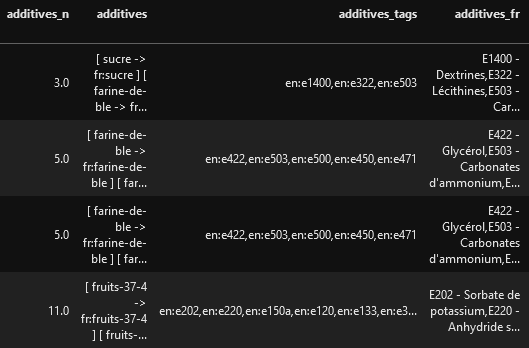 additives_n additives additives_tags additives_fr
[ sucre ->
fr:sucre ] [
farine-de-
ble -> fr...
3.0
en:e1400,en:e322,en:e503
E1400 -
Dextrines,E322 -
Lécithines,E503 -
Car...
[ farine-de-
ble ->
fr:farine-de-
ble ] [ far...
5.0
en:e422,en:e503,en:e500,en:e450,en:e471
E422 -
Glycérol,E503 -
Carbonates
d'ammonium,E...
[ farine-de-
ble ->
fr:farine-de-
ble ] [ far...
5.0
en:e422,en:e503,en:e500,en:e450,en:e471
E422 -
Glycérol,E503 -
Carbonates
d'ammonium,E...
[ fruits-37-4
->
fr:fruits-37-4
] [ fruits-...
11.0
en:e202,en:e220,en:e150a,en:e120,en:e133,en:e3...
E202 - Sorbate de
potassium,E220 -
Anhydride s...